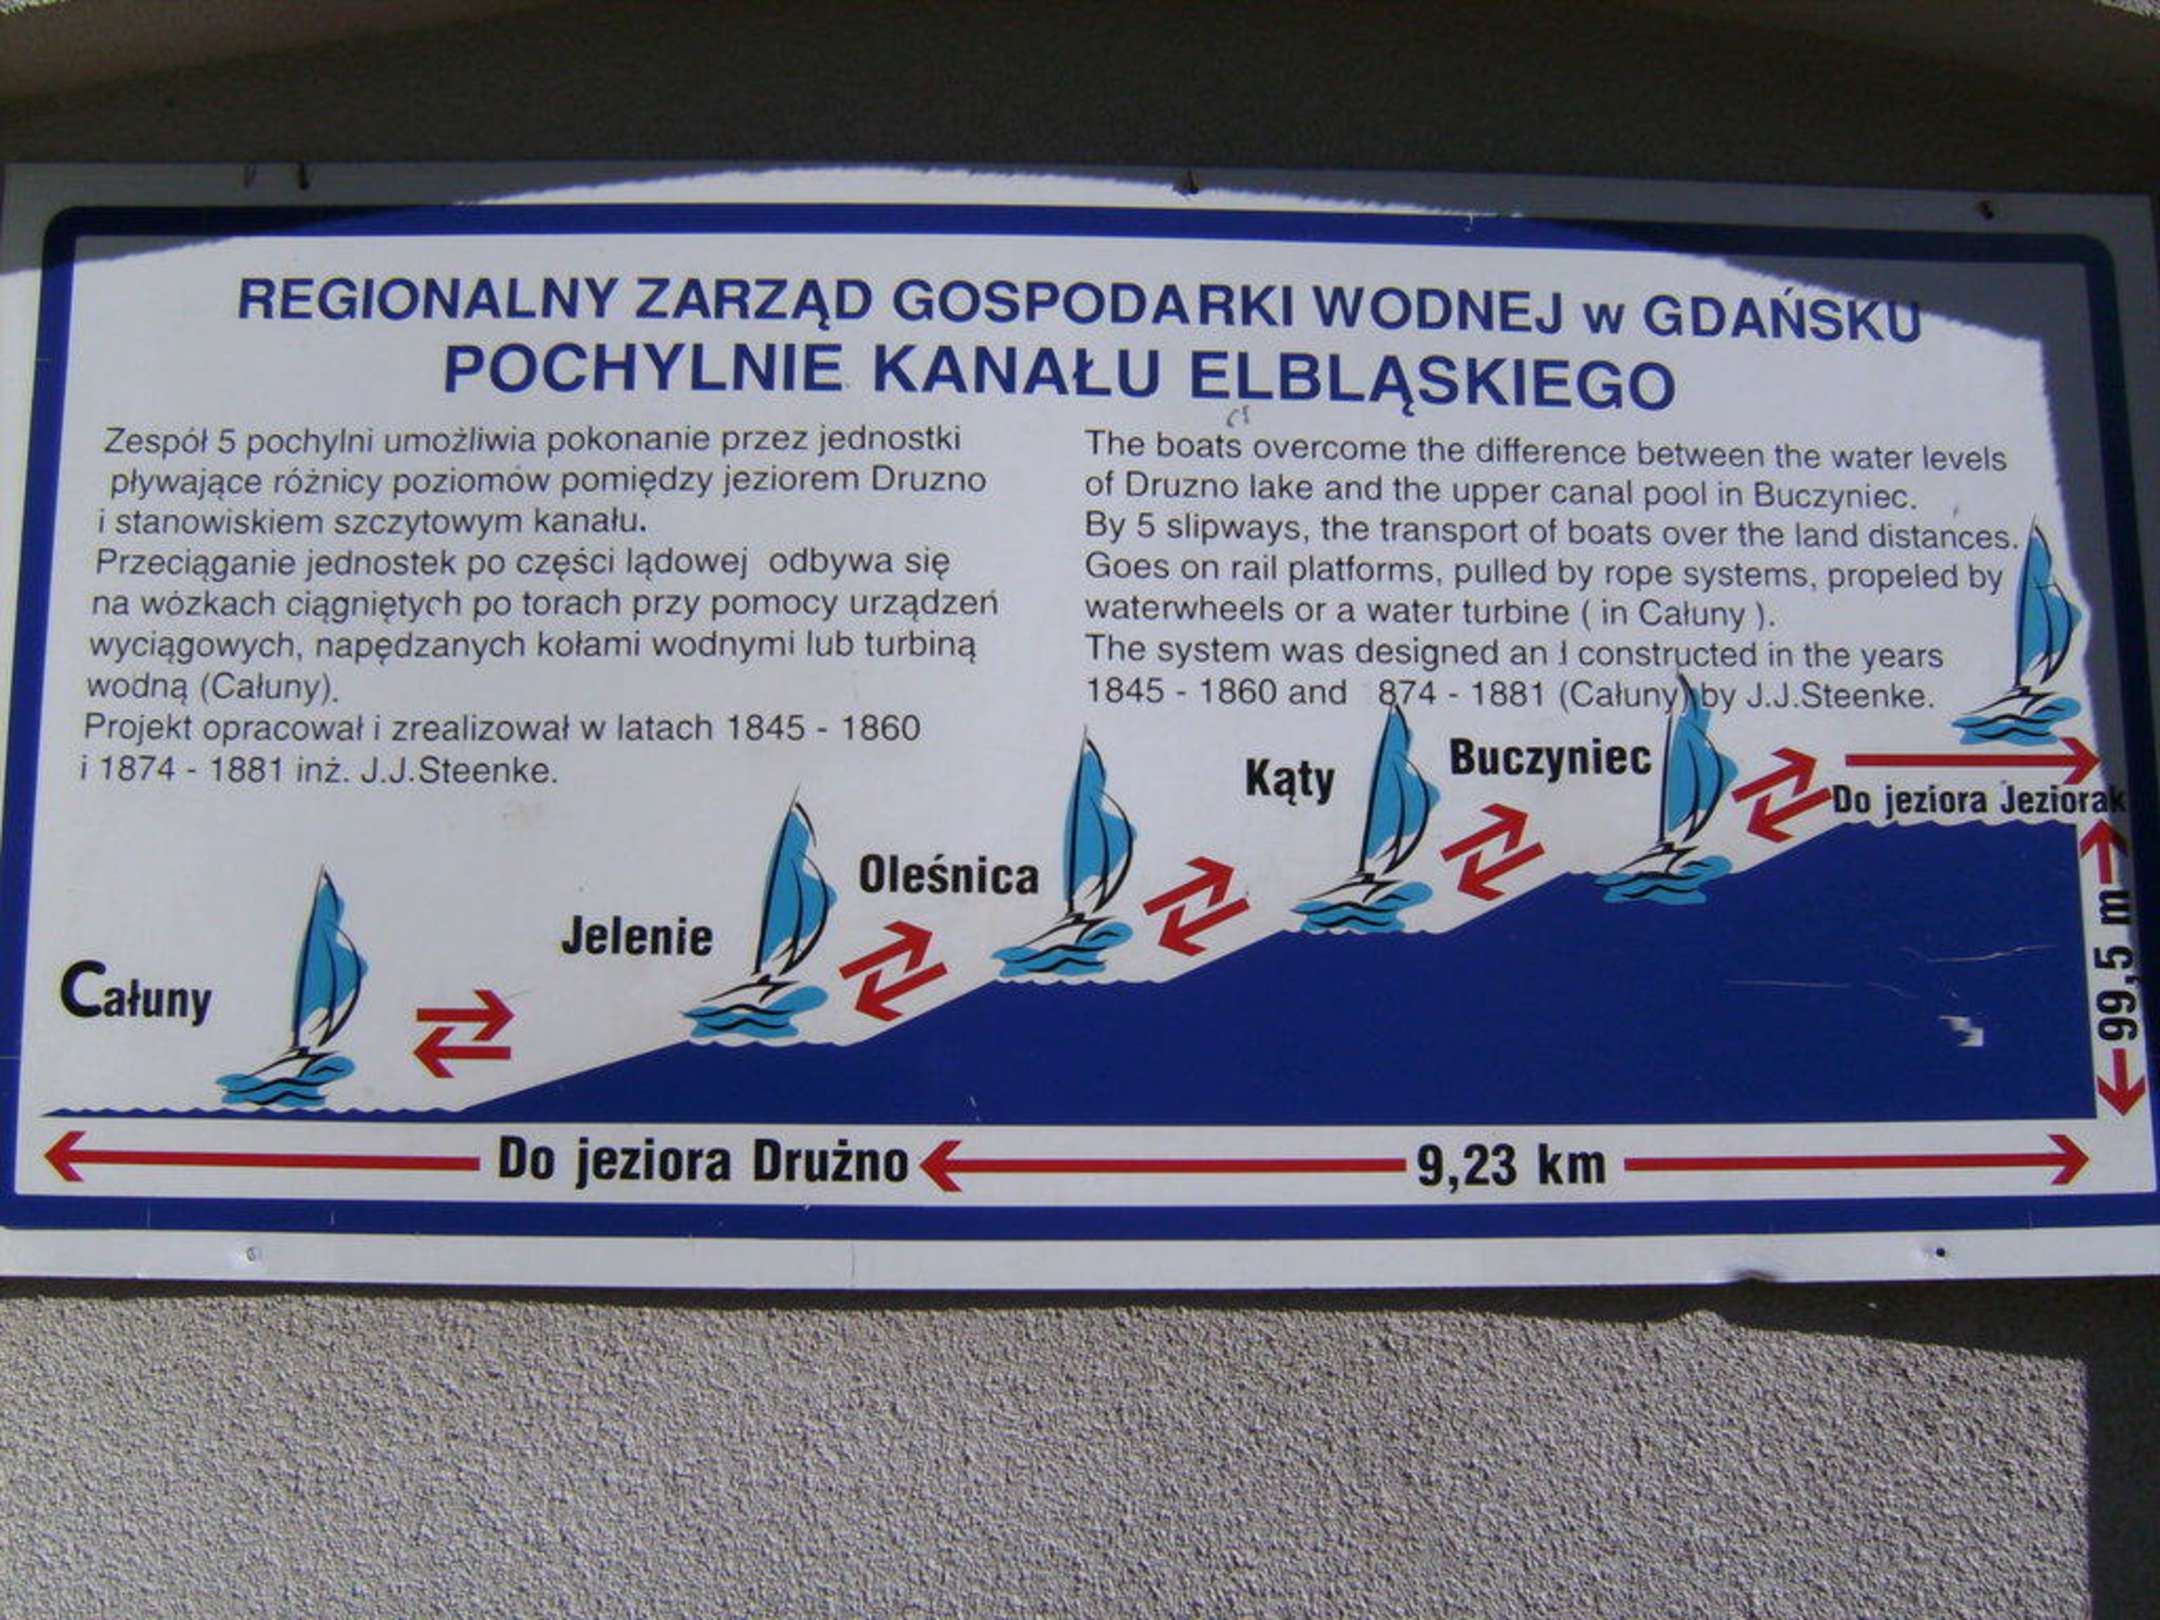 REGIONALNY ZARZĄD GOSPODARKI WODNEJ w GDAŃSKU
POCHYLNIE KANAŁU ELBLĄSKIEGO
Zespół 5 pochylni umożliwia pokonanie przez jednostki
pływające różnicy poziomów pomiędzy jeziorem Druzno
i stanowiskiem szczytowym kanału.
Przeciąganie jednostek po części lądowej odbywa się
na wózkach ciągniętych po torach przy pomocy urządzeń
wyciągowych, napędzanych kołami wodnymi lub turbiną
wodną (Całuny).
Projekt opracował i zrealizował w latach 1845 - 1860
i 1874 - 1881 inż. J.J.Steenke.
The boats overcome the difference between the water levels
of Druzno lake and the upper canal pool in Buczyniec.
By 5 slipways, the transport of boats over the land distances.
Goes on rail platforms, pulled by rope systems, propeled by
waterwheels or a water turbine ( in Całuny ).
The system was designed an l constructed in the years
1845 - 1860 and 874 - 1881 (Całuny) by J.J.Steenke.
Buczyniec
Kąty
Do jeziora Jeziorak
Oleśnica
Jelenie
Całuny
99,5 m
Do jeziora Drużno
9,23 km